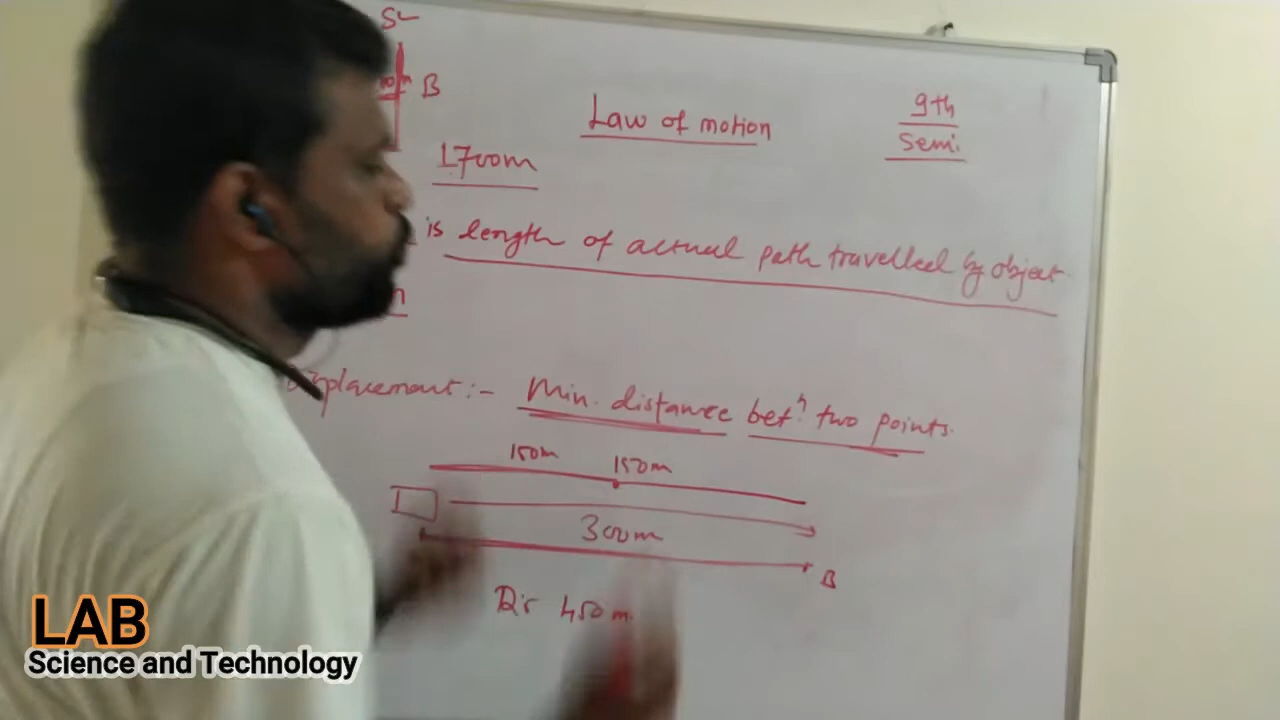 B
Law of motion
9th
Semi.
1700m
is length of actual path travelled by object.
Displacement:- Min. distance betn two points.
150m 150m
300m
B
Dis 450m.
LAB
Science and Technology